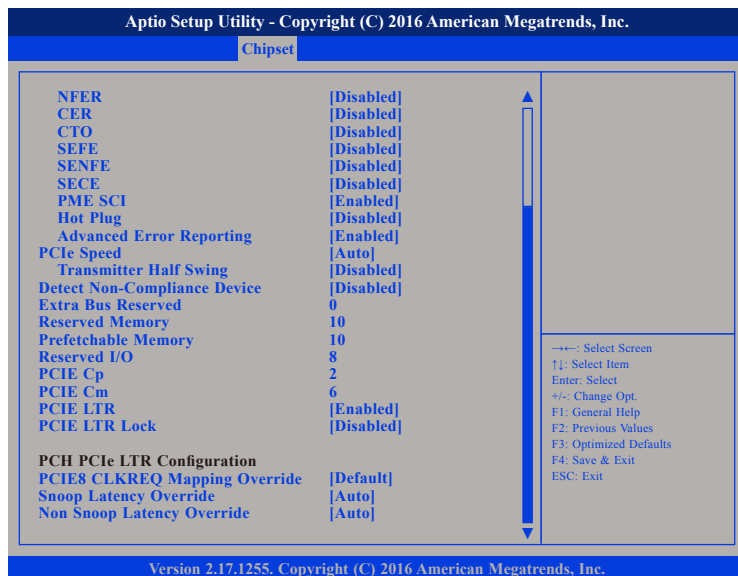 Aptio Setup Utility - Copyright (C) 2016 American Megatrends, Inc.
Chipset
NFER [Disabled]
CER [Disabled]
CTO [Disabled]
SEFE [Disabled]
SENFE [Disabled]
SECE [Disabled]
PME SCI [Enabled]
Hot Plug [Disabled]
Advanced Error Reporting [Enabled]
PCIe Speed [Auto]
Transmitter Half Swing [Disabled]
Detect Non-Compliance Device [Disabled]
Extra Bus Reserved 0
Reserved Memory 10
Prefetchable Memory 10
Reserved I/O 8
PCIE Cp 2
PCIE Cm 6
PCIE LTR [Enabled]
PCIE LTR Lock [Disabled]
PCH PCIe LTR Configuration
PCIE8 CLKREQ Mapping Override [Default]
Snoop Latency Override [Auto]
Non Snoop Latency Override [Auto]
→←: Select Screen
↑↓: Select Item
Enter: Select
+/-: Change Opt.
F1: General Help
F2: Previous Values
F3: Optimized Defaults
F4: Save & Exit
ESC: Exit
Version 2.17.1255. Copyright (C) 2016 American Megatrends, Inc.